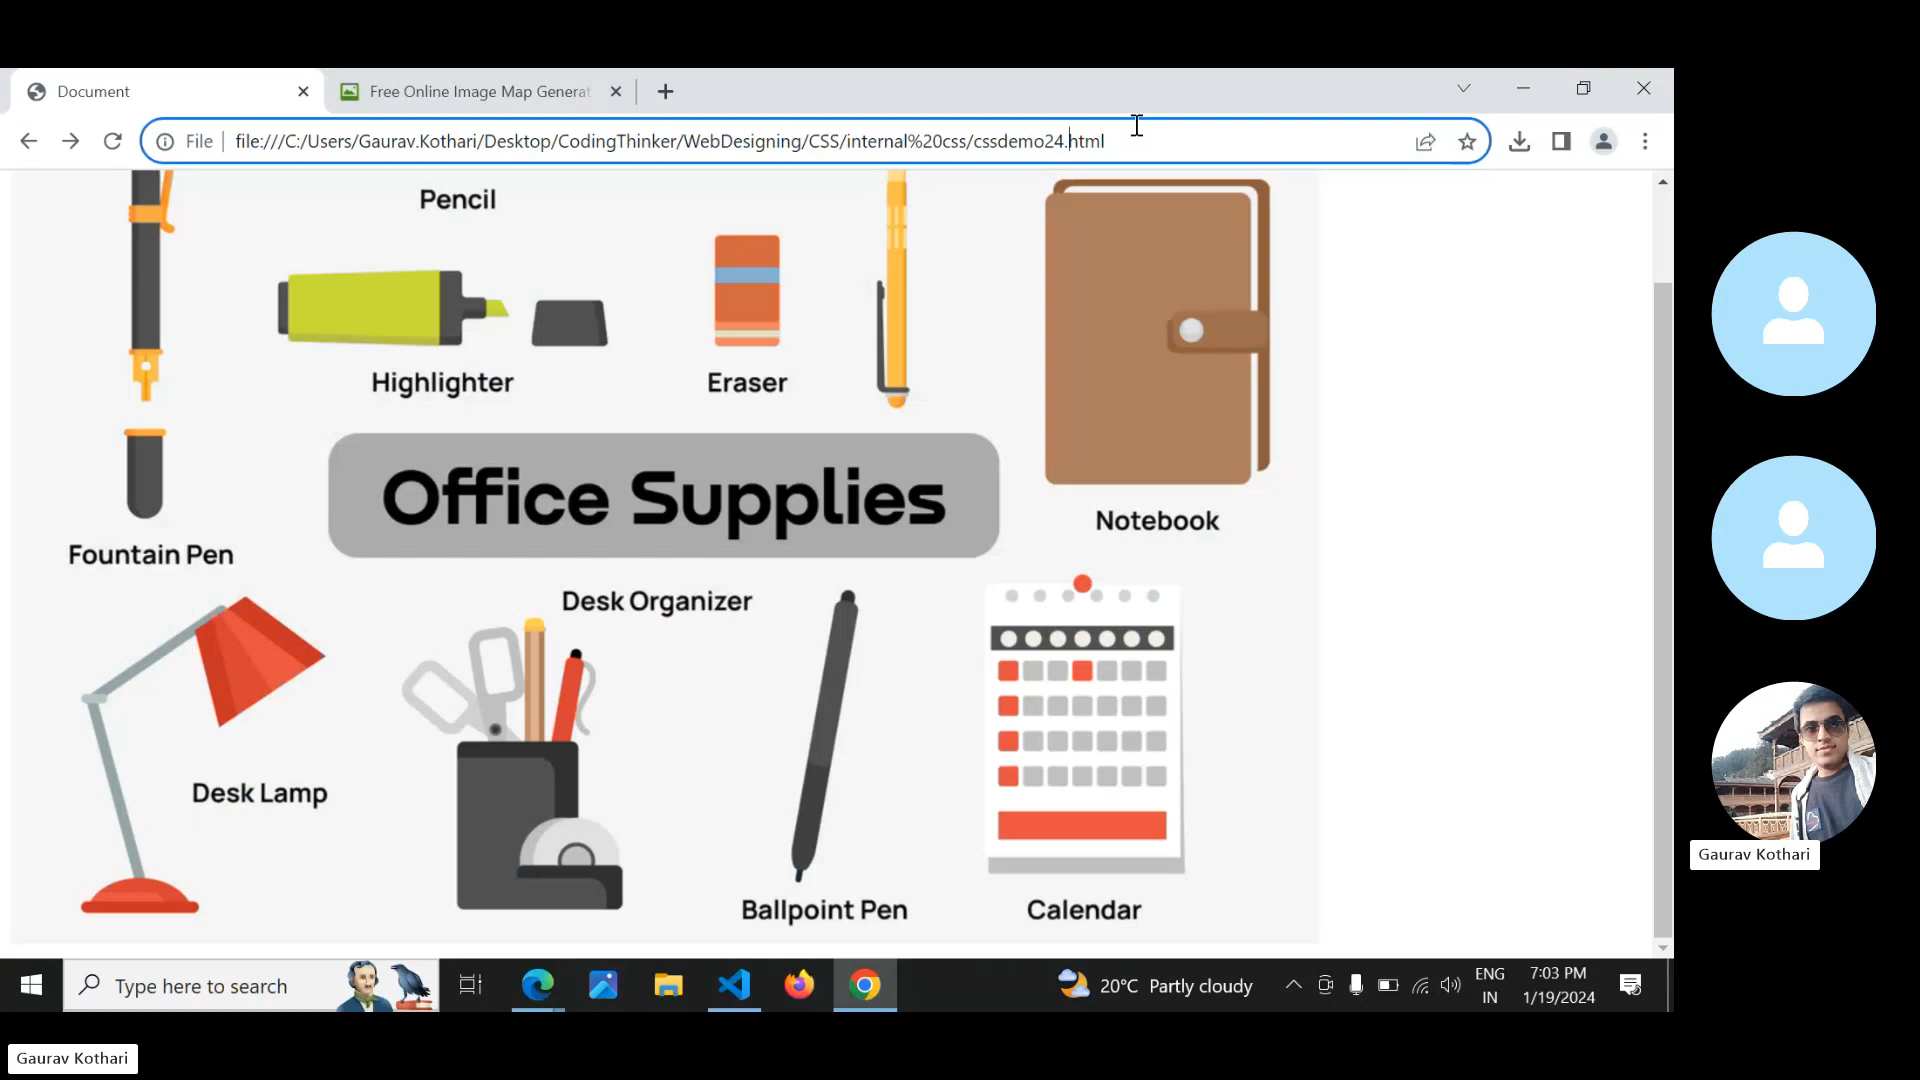 Document
Free Online Image Map Generat
File
file:///C:/Users/Gaurav.Kothari/Desktop/CodingThinker/WebDesigning/CSS/internal%20css/cssdemo24.html
Pencil
Highlighter
Eraser
Office Supplies
Notebook
Fountain Pen
Desk Organizer
Desk Lamp
Ballpoint Pen
Calendar
Gaurav Kothari
Type here to search
20°C Partly cloudy
ENG
IN
7:03 PM
1/19/2024
Gaurav Kothari